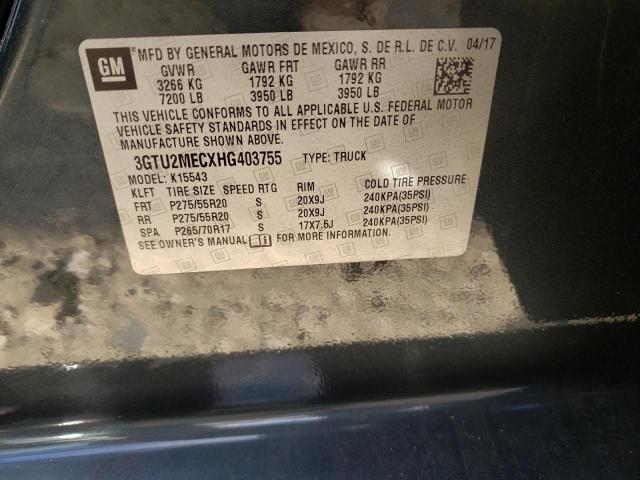 GM
*MFD BY GENERAL MOTORS DE MEXICO, S. DE R.L. DE C.V. 04/17
GVWR GAWR FRT GAWR RR
3266 KG 1792 KG 1792 KG
7200 LB 3950 LB 3950 LB
THIS VEHICLE CONFORMS TO ALL APPLICABLE U.S. FEDERAL MOTOR
VEHICLE SAFETY STANDARDS IN EFFECT ON THE DATE OF
MANUFACTURE SHOWN ABOVE.
3GTU2MECXHG403755 TYPE: TRUCK
MODEL: K15543
KLFT TIRE SIZE SPEED RTG RIM COLD TIRE PRESSURE
FRT P275/55R20 S 20X9J 240KPA(35PSI)
RR P275/55R20 S 20X9J 240KPA(35PSI)
SPA P265/70R17 S 17X7.5J 240KPA(35PSI)
SEE OWNER'S MANUAL FOR MORE INFORMATION.